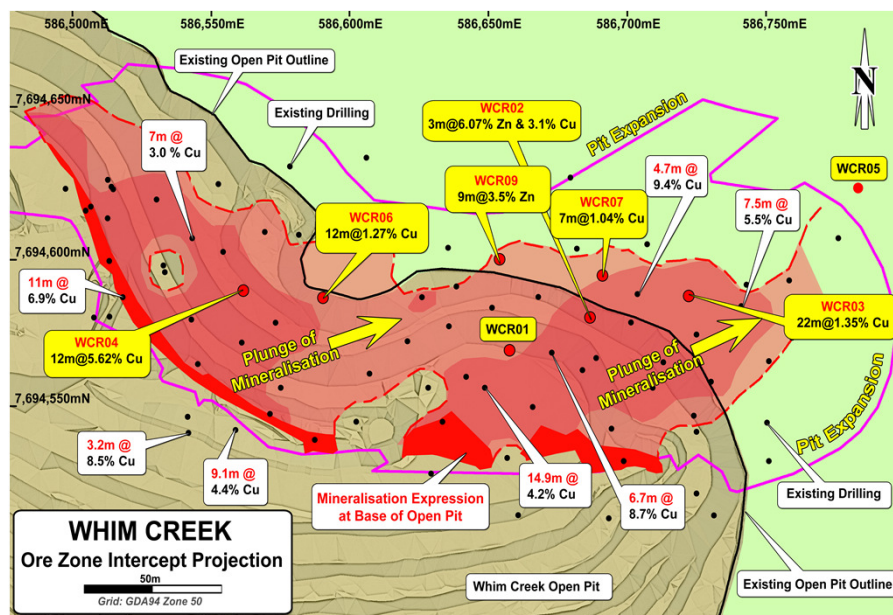 586,500mE
586,550mE
586,600mE
586,650mE
586,700mE
586,750mE
Existing Open Pit Outline
N
7,694,650mN
Existing Drilling
WCR02
3m@6.07% Zn & 3.1% Cu
Pit Expansion
7m @
3.0 % Cu
WCR09
9m@3.5% Zn
WCR07
7m@1.04% Cu
4.7m @
9.4% Cu
WCR05
WCR06
12m@1.27% Cu
7.5m @
5.5% Cu
7,694,600mN
11m @
6.9% Cu
WCR04
12m@5.62% Cu
WCR01
WCR03
22m@1.35% Cu
Plunge of
Mineralisation
Plunge of
Mineralisation
7,694,550mN
Pit Expansion
3.2m @
8.5% Cu
9.1m @
4.4% Cu
Mineralisation Expression
at Base of Open Pit
14.9m @
4.2% Cu
6.7m @
8.7% Cu
Existing Drilling
WHIM CREEK
Ore Zone Intercept Projection
50m
Grid: GDA94 Zone 50
Whim Creek Open Pit
Existing Open Pit Outline